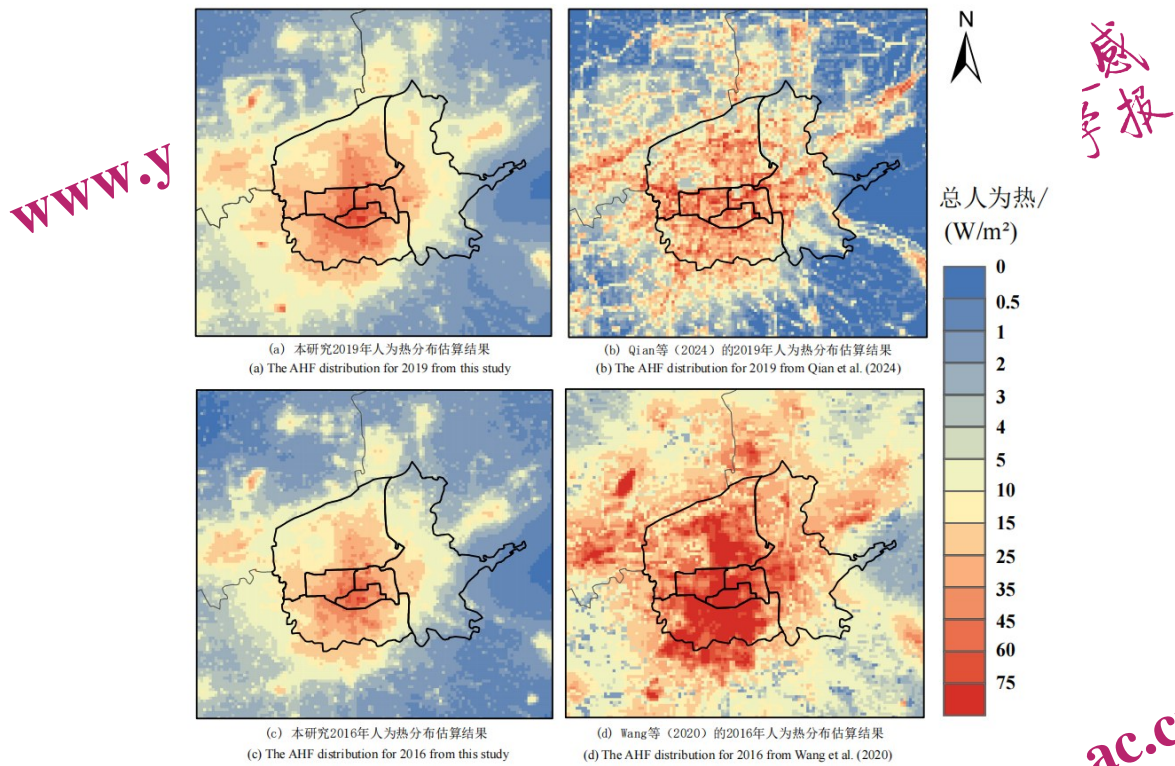 N
感
学报
www.y
总人为热/
(W/m²)
0
0.5
1
2
3
4
5
10
15
25
35
45
60
75
(a) 本研究2019年人为热分布估算结果
(a) The AHF distribution for 2019 from this study
(b) Qian等（2024）的2019年人为热分布估算结果
(b) The AHF distribution for 2019 from Qian et al. (2024)
(c) 本研究2016年人为热分布估算结果
(c) The AHF distribution for 2016 from this study
(d) Wang等（2020）的2016年人为热分布估算结果
(d) The AHF distribution for 2016 from Wang et al. (2020)
ac.c